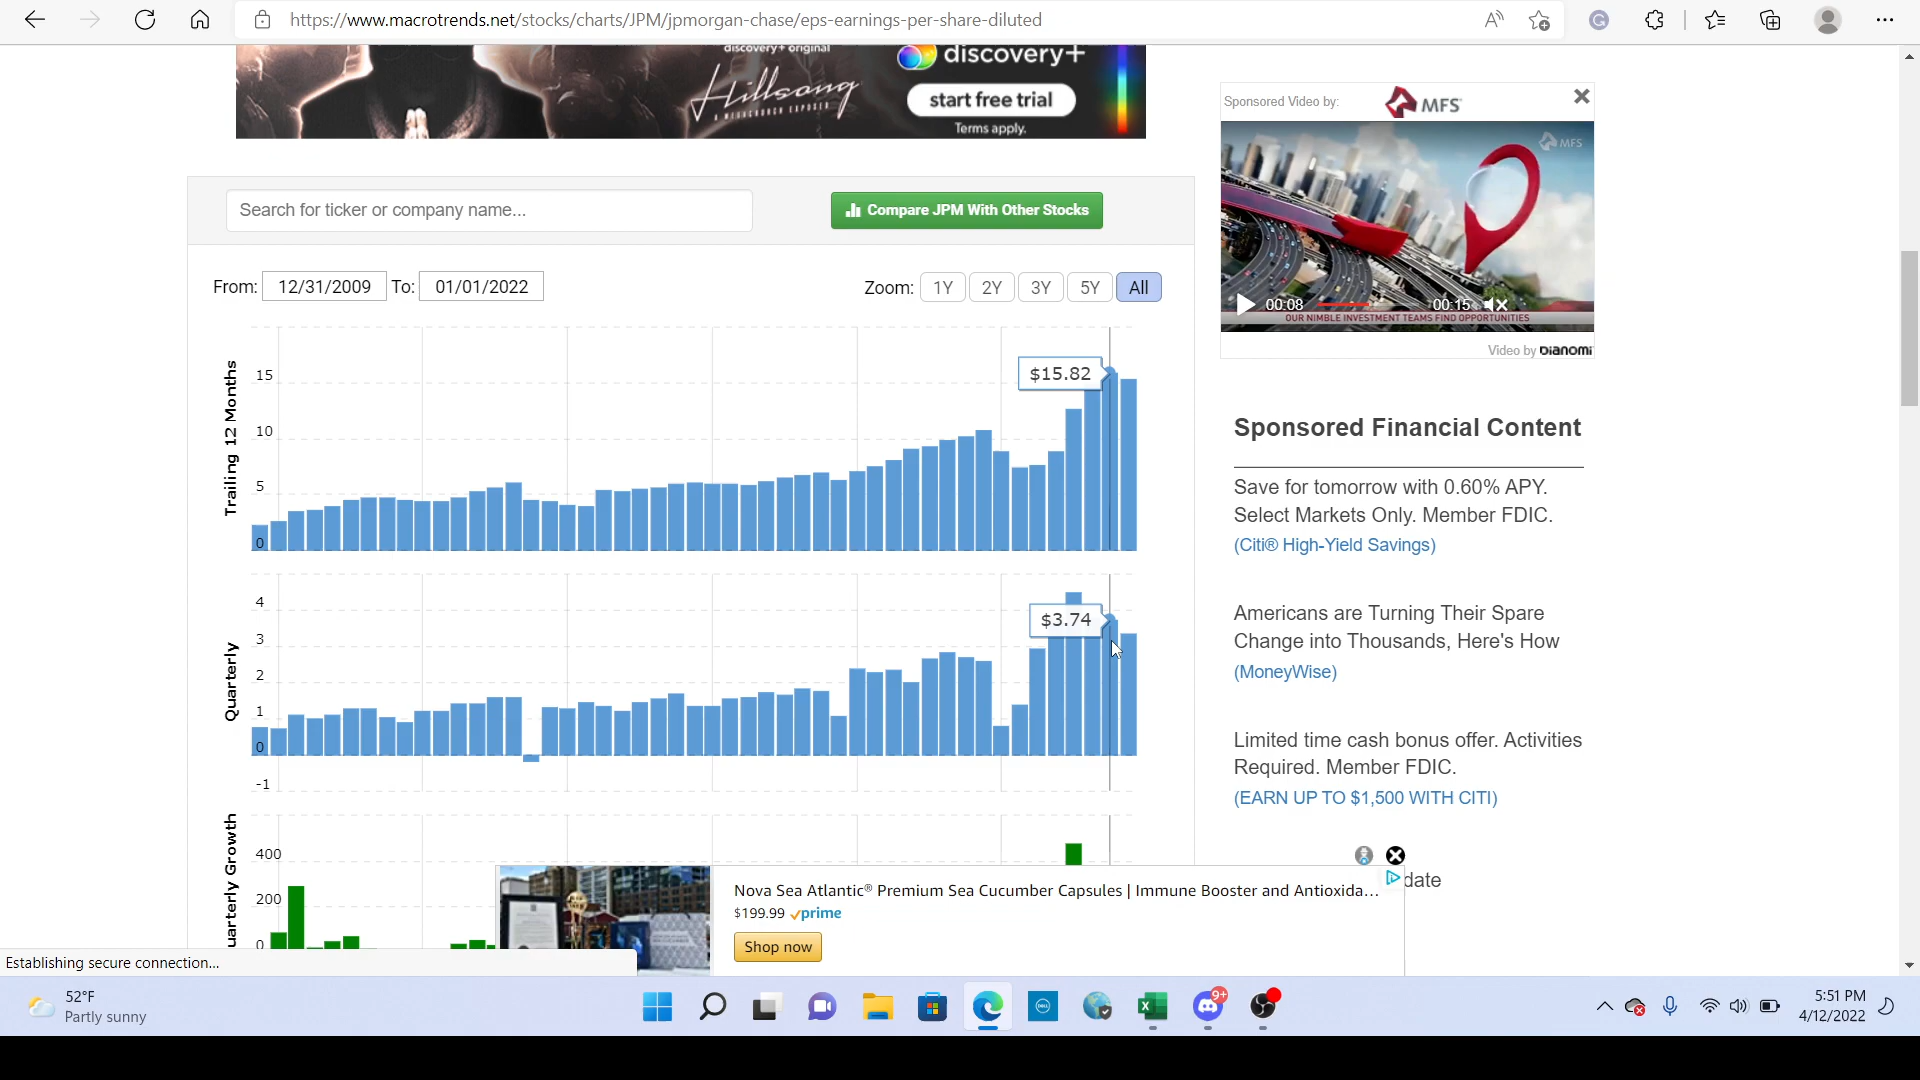 https://www.macrotrends.net/stocks/charts/JPM/jpmorgan-chase/eps-earnings-per-share-diluted
discovery+ original
Hillsong
A MEGACHURCH EXPOSED
discovery+
start free trial
Terms apply.
Sponsored Video by:
MFS
MFS
00:08
00:15
OUR NIMBLE INVESTMENT TEAMS FIND OPPORTUNITIES
Video by DIANOMI
Search for ticker or company name...
Compare JPM With Other Stocks
From: 12/31/2009 To: 01/01/2022
Zoom: 1Y 2Y 3Y 5Y All
Trailing 12 Months
15
10
5
0
$15.82
Quarterly
4
3
2
1
0
-1
$3.74
uarterly Growth
400
200
0
Sponsored Financial Content
Save for tomorrow with 0.60% APY.
Select Markets Only. Member FDIC.
(Citi® High-Yield Savings)
Americans are Turning Their Spare
Change into Thousands, Here's How
(MoneyWise)
Limited time cash bonus offer. Activities
Required. Member FDIC.
(EARN UP TO $1,500 WITH CITI)
date
Nova Sea Atlantic® Premium Sea Cucumber Capsules | Immune Booster and Antioxida...
$199.99 prime
Shop now
Establishing secure connection...
52°F
Partly sunny
DELL
9+
5:51 PM
4/12/2022